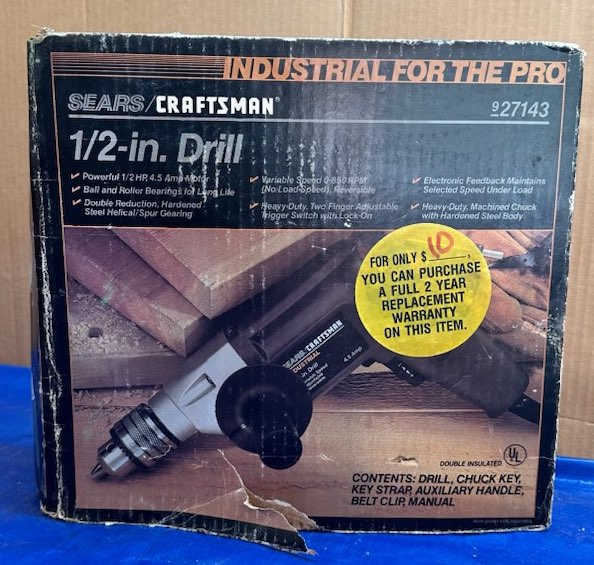 INDUSTRIAL FOR THE PRO
SEARS/CRAFTSMAN®
9 27143
1/2-in. Drill
✓ Powerful 1/2 HR 4.5 Amp Motor
✓ Ball and Roller Bearings for Long Life
✓ Double Reduction, Hardened
Steel Helical/Spur Gearing
✓ Variable Speed 0-850 RPM
(No-Load Speed), Reversible
✓ Heavy-Duty, Two Finger Adjustable
Trigger Switch with Lock-On
✓ Electronic Feedback Maintains
Selected Speed Under Load
✓ Heavy-Duty, Machined Chuck
with Hardened Steel Body
FOR ONLY $10,
YOU CAN PURCHASE
A FULL 2 YEAR
REPLACEMENT
WARRANTY
ON THIS ITEM.
SEARS/CRAFTSMAN
INDUSTRIAL
4.5 Amp
-in. Drill
DOUBLE INSULATED UL
CONTENTS: DRILL, CHUCK KEY,
KEY STRAP, AUXILIARY HANDLE,
BELT CLIP, MANUAL